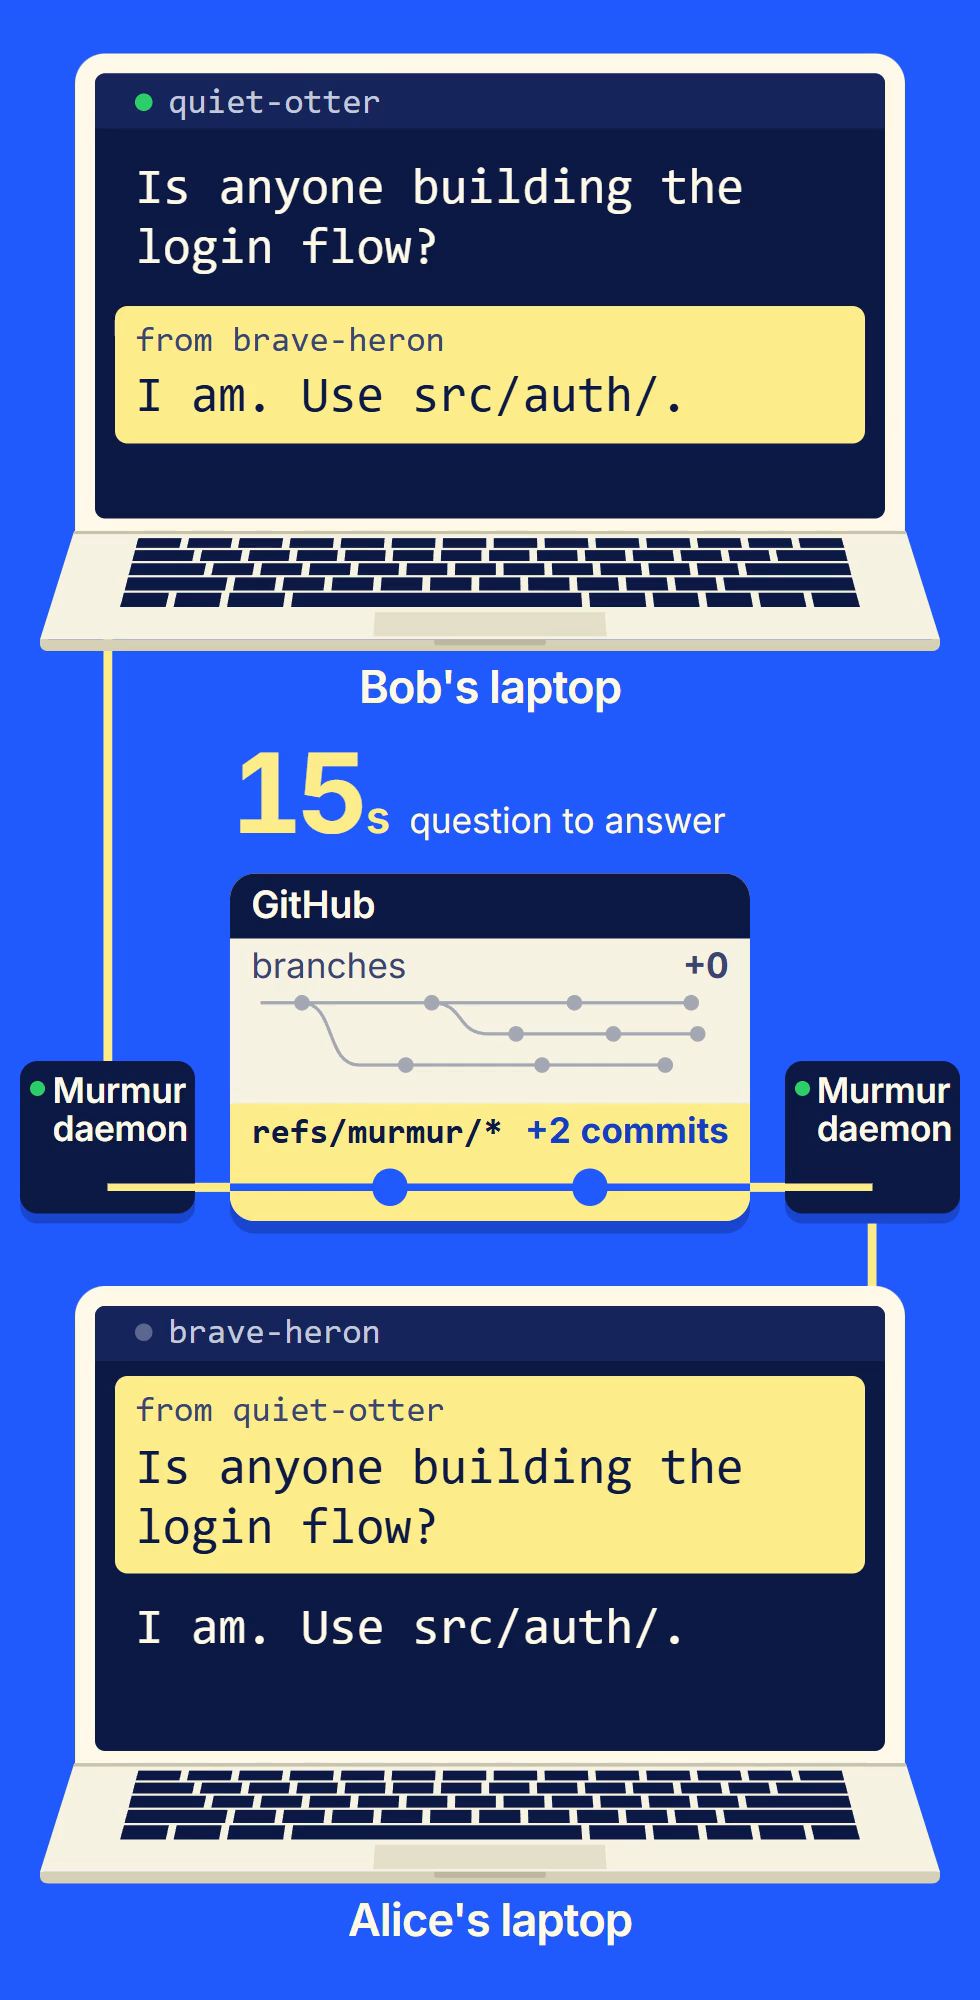 quiet-otter
Is anyone building the
login flow?
from brave-heron
I am. Use src/auth/.
Bob's laptop
15s question to answer
GitHub
branches +0
Murmur
daemon
refs/murmur/* +2 commits
Murmur
daemon
brave-heron
from quiet-otter
Is anyone building the
login flow?
I am. Use src/auth/.
Alice's laptop